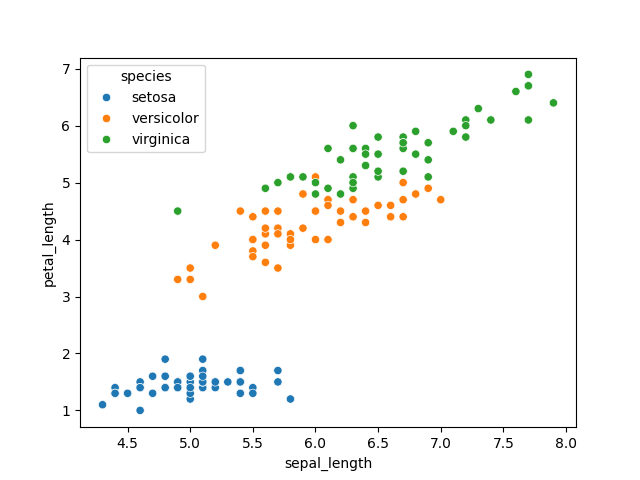 species
setosa
versicolor
virginica
7
6
5
4
3
2
1
petal_length
4.5 5.0 5.5 6.0 6.5 7.0 7.5 8.0
sepal_length